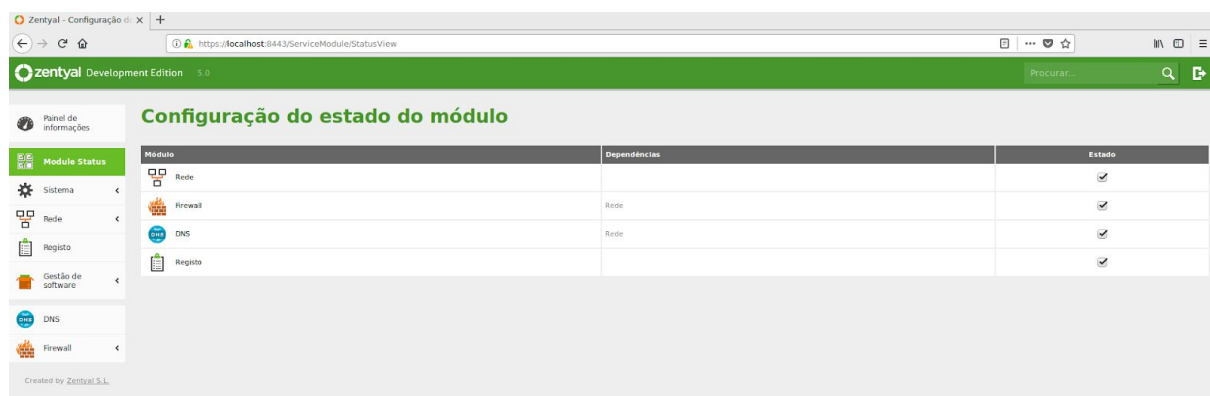 Zentyal - Configuração d
https://localhost:8443/ServiceModule/StatusView
zentyal Development Edition 5.0
Procurar...
Painel de
informações
Module Status
Sistema
Rede
Registo
Gestão de
software
DNS
Firewall
Created by Zentyal S.L.
Configuração do estado do módulo
Módulo Dependências Estado
Rede
Firewall Rede
DNS Rede
Registo